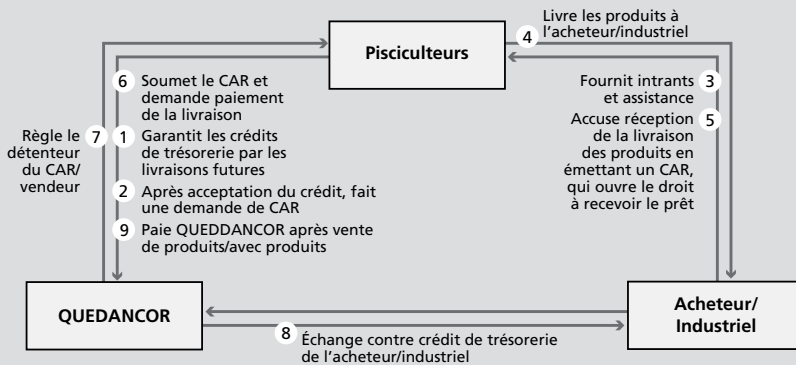 Pisciculteurs
4 Livre les produits à
l'acheteur/industriel
6 Soumet le CAR et
demande paiement
de la livraison
Règle le
détenteur
du CAR/
vendeur
7
1 Garantit les crédits
de trésorerie par les
livraisons futures
2 Après acceptation du crédit, fait
une demande de CAR
9 Paie QUEDDANCOR après vente
de produits/avec produits
Fournit intrants 3
et assistance
Accuse réception 5
de la livraison
des produits en
émettant un CAR,
qui ouvre le droit
à recevoir le prêt
QUEDANCOR
Acheteur/
Industriel
8 Échange contre crédit de trésorerie
de l'acheteur/industriel